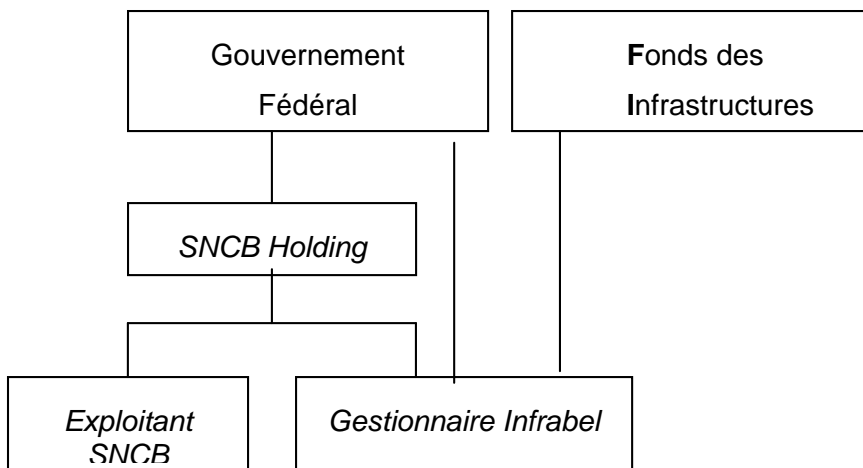 Gouvernement
Fédéral
Fonds des
Infrastructures
SNCB Holding
Exploitant
SNCB
Gestionnaire Infrabel